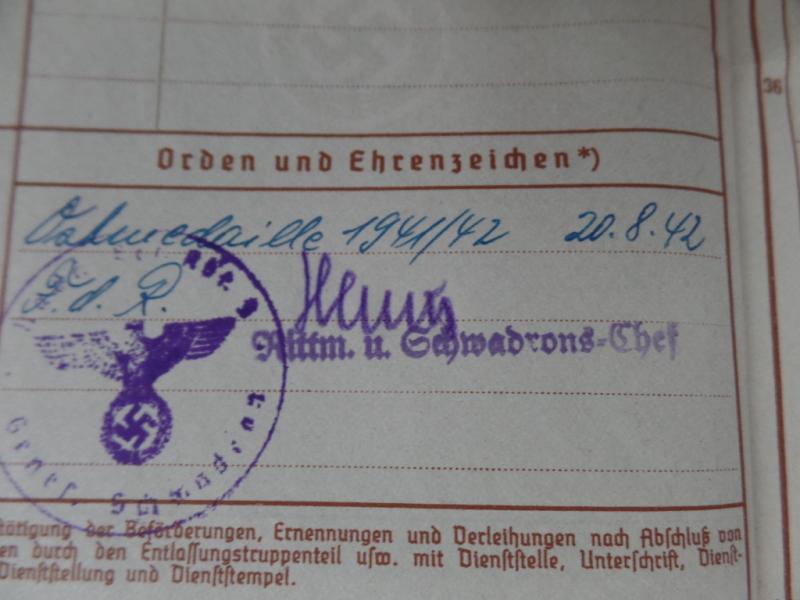 36
Orden und Ehrenzeichen*)
Ostmedaille 1941/42 20.8.42
F. d. R.
Rittm. u. Schwadrons-Chef
tätigung der Beförderungen, Ernennungen und Verleihungen nach Abschluß von
en durch den Entlassungstruppenteil usw. mit Dienststelle, Unterschrift, Dienst-
Dienststellung und Dienststempel.